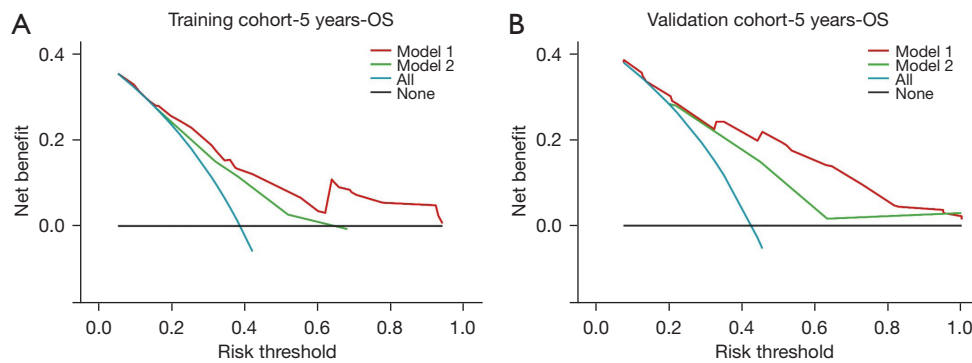 A
Training cohort-5 years-OS
Model 1
Model 2
All
None
Net benefit
0.4
0.2
0.0
0.0 0.2 0.4 0.6 0.8 1.0
Risk threshold
B
Validation cohort-5 years-OS
Model 1
Model 2
All
None
Net benefit
0.4
0.2
0.0
0.0 0.2 0.4 0.6 0.8 1.0
Risk threshold